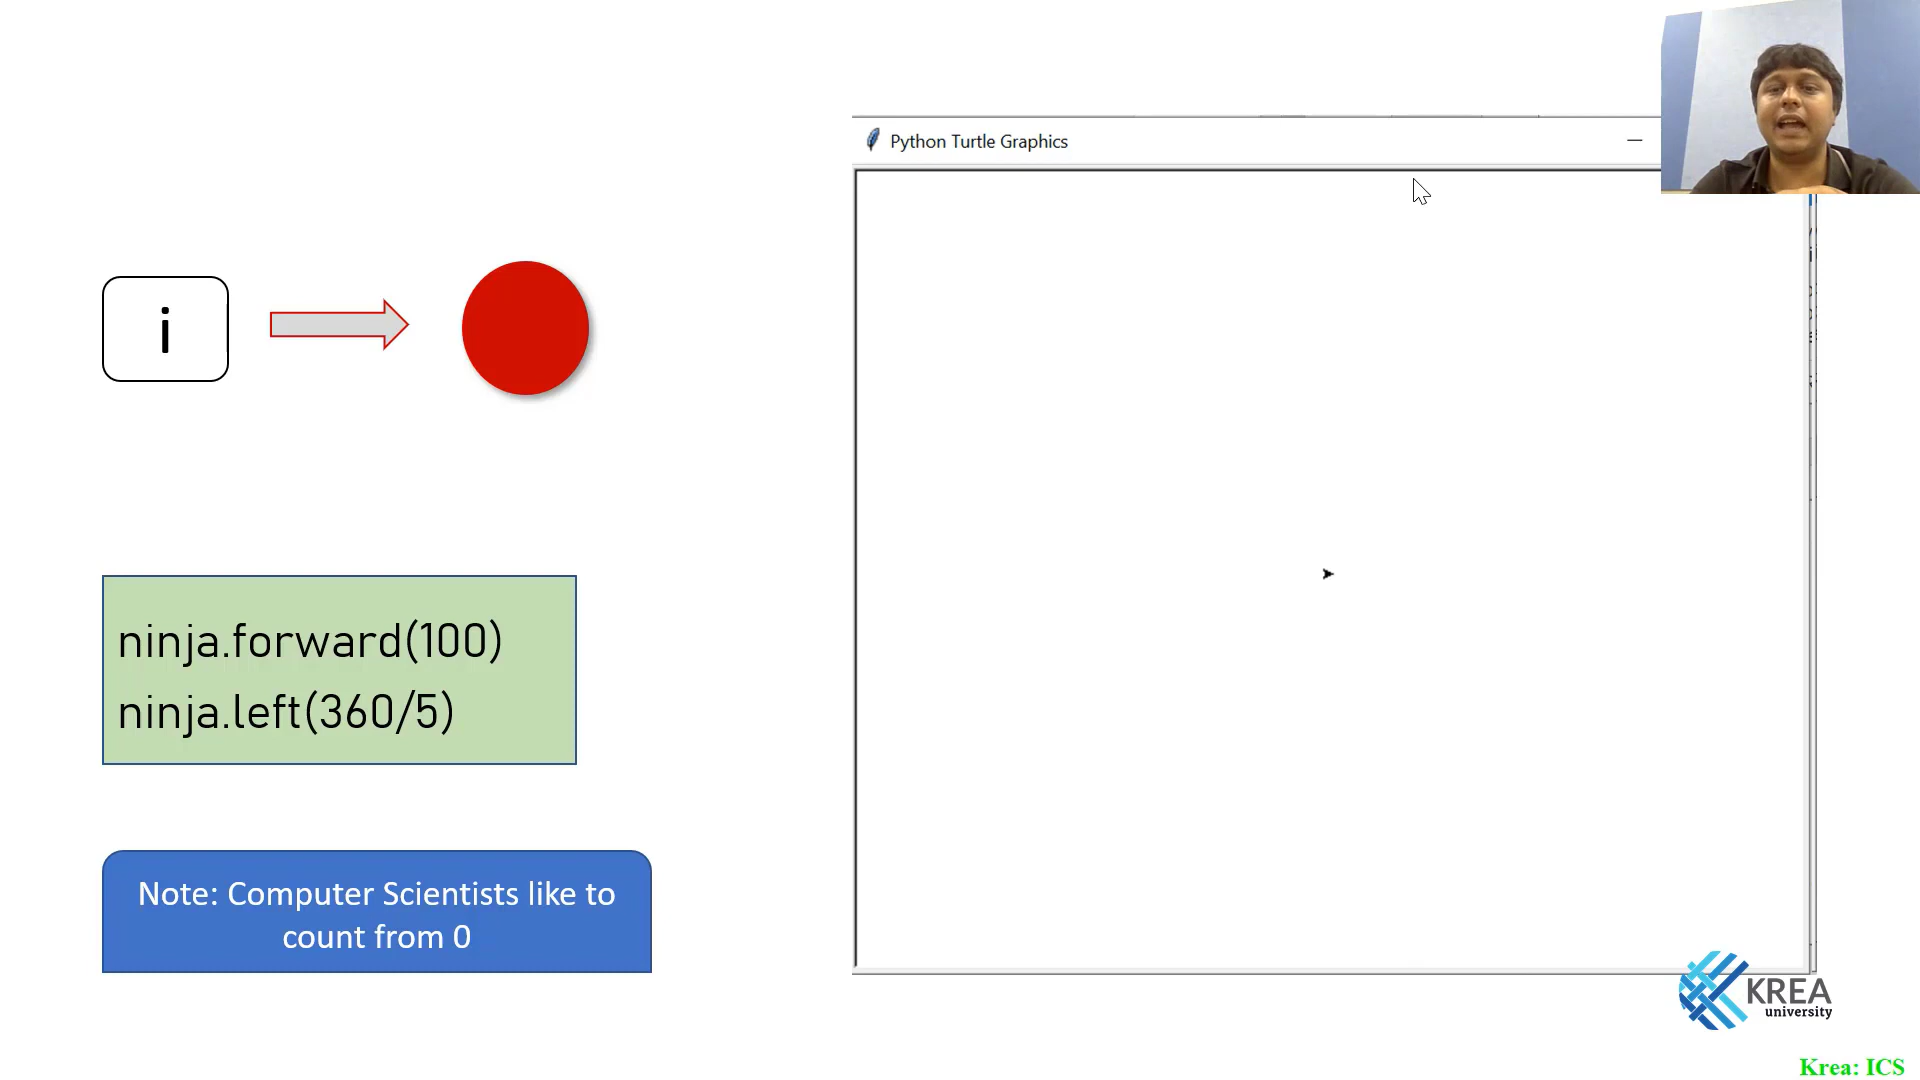 Python Turtle Graphics
i
ninja.forward(100)
ninja.left(360/5)
Note: Computer Scientists like to
count from 0
KREA
university
Krea: ICS